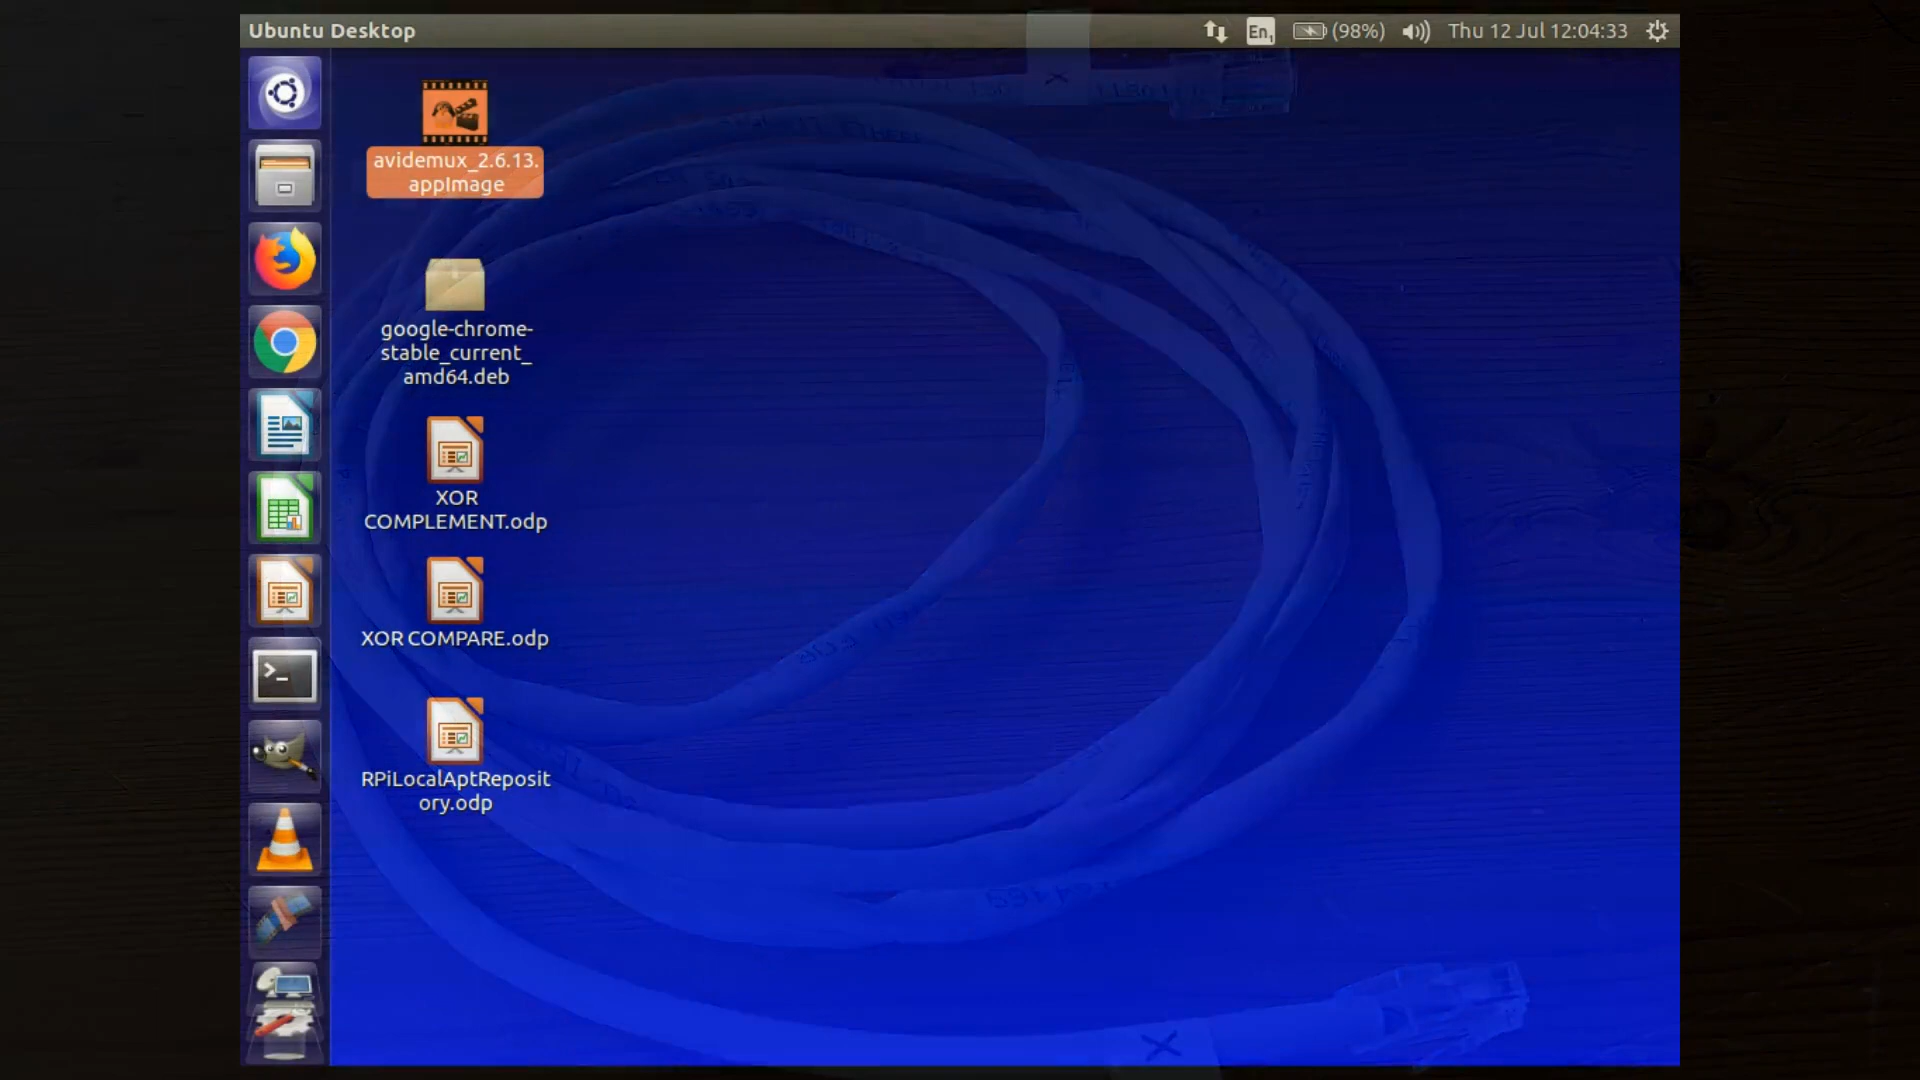 Ubuntu Desktop
En1
(98%)
Thu 12 Jul 12:04:33
avidemux_2.6.13.
appImage
google-chrome-
stable_current_
amd64.deb
XOR
COMPLEMENT.odp
XOR COMPARE.odp
RPiLocalAptReposit
ory.odp